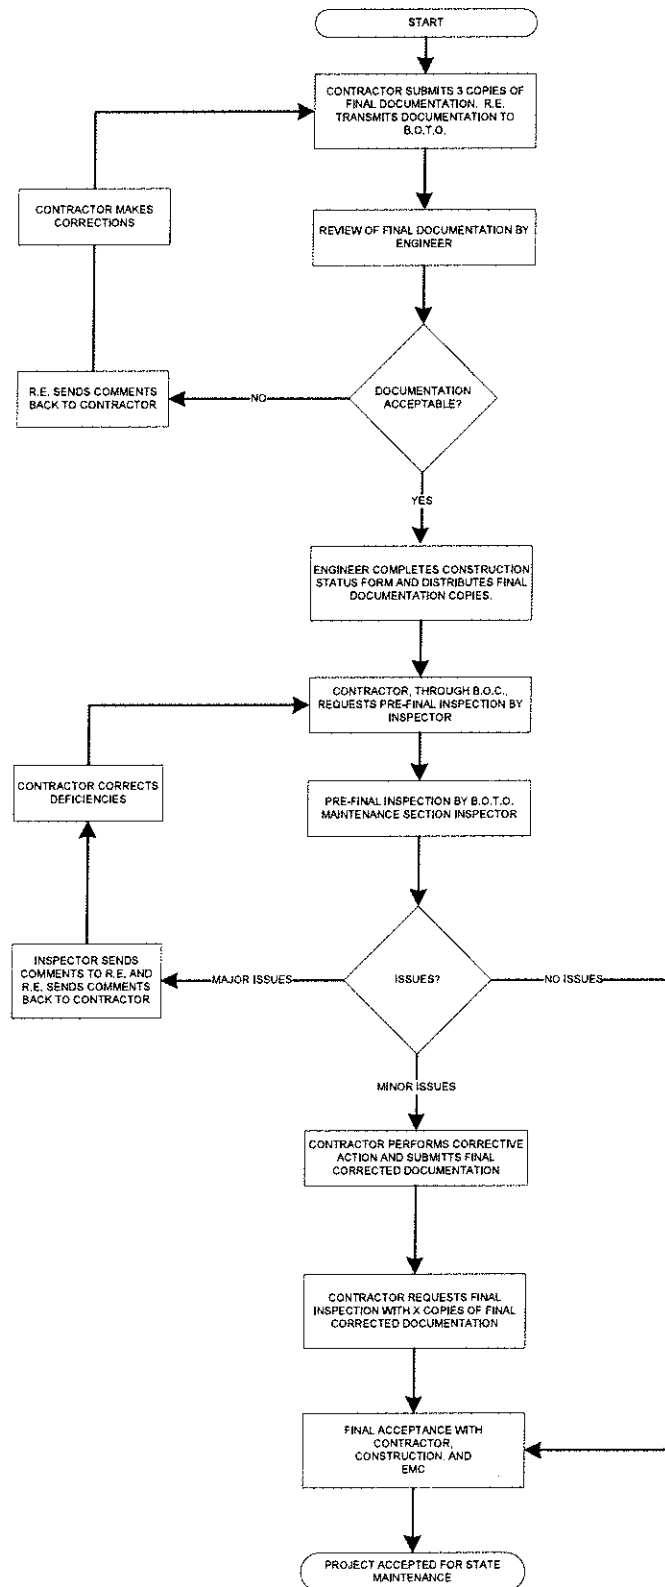 START
CONTRACTOR SUBMITS 3 COPIES OF
FINAL DOCUMENTATION. R.E.
TRANSMITS DOCUMENTATION TO
B.O.T.O.
CONTRACTOR MAKES
CORRECTIONS
REVIEW OF FINAL DOCUMENTATION BY
ENGINEER
R.E. SENDS COMMENTS
BACK TO CONTRACTOR
NO
DOCUMENTATION
ACCEPTABLE?
YES
ENGINEER COMPLETES CONSTRUCTION
STATUS FORM AND DISTRIBUTES FINAL
DOCUMENTATION COPIES.
CONTRACTOR, THROUGH B.O.C.,
REQUESTS PRE-FINAL INSPECTION BY
INSPECTOR
CONTRACTOR CORRECTS
DEFICIENCIES
PRE-FINAL INSPECTION BY B.O.T.O.
MAINTENANCE SECTION INSPECTOR
INSPECTOR SENDS
COMMENTS TO R.E. AND
R.E. SENDS COMMENTS
BACK TO CONTRACTOR
MAJOR ISSUES
ISSUES?
NO ISSUES
MINOR ISSUES
CONTRACTOR PERFORMS CORRECTIVE
ACTION AND SUBMITTS FINAL
CORRECTED DOCUMENTATION
CONTRACTOR REQUESTS FINAL
INSPECTION WITH X COPIES OF FINAL
CORRECTED DOCUMENTATION
FINAL ACCEPTANCE WITH
CONTRACTOR,
CONSTRUCTION, AND
EMC
PROJECT ACCEPTED FOR STATE
MAINTENANCE